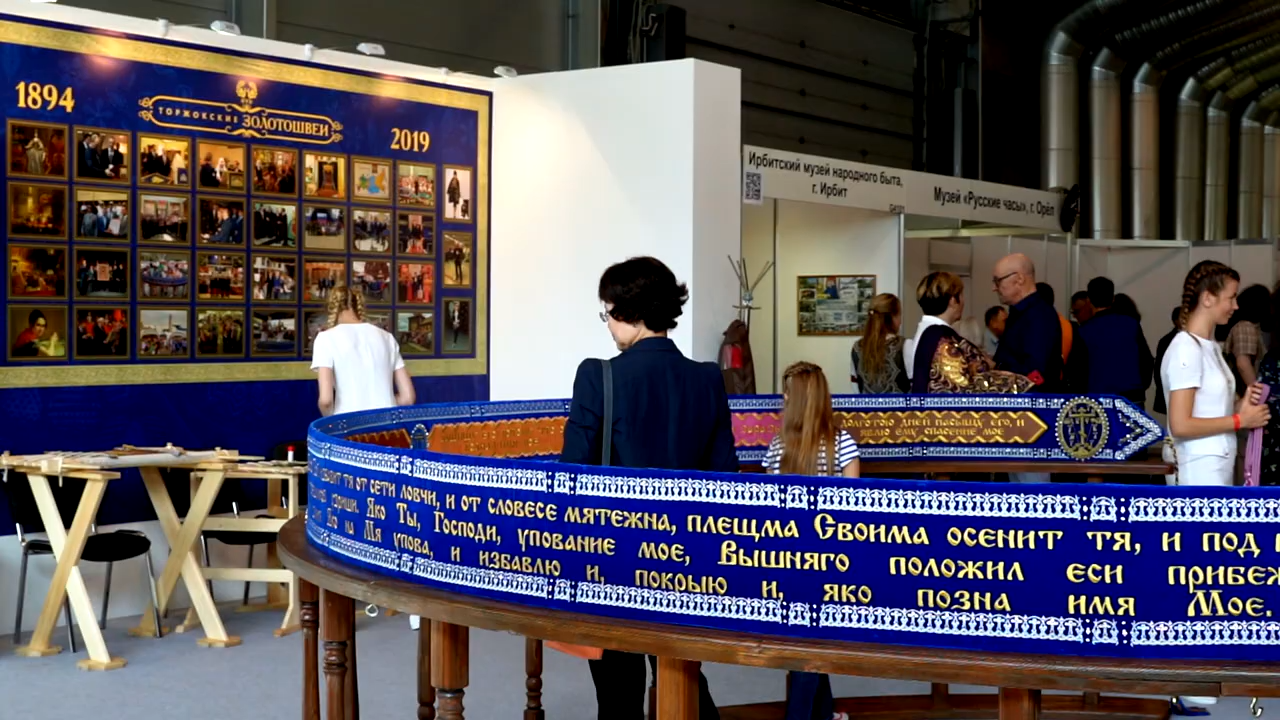 1894
ТОРЖОКСКИЕ ЗОЛОТОШВЕИ
2019
Ирбитский музей народного быта,
г. Ирбит
Музей «Русские часы», г. Орёл
ДОЛГОТОЮ ДНЕЙ НАСЫЩУ ЕГО, И
ЯВЛЮ ЕМУ СПАСЕНИЕ МОЕ
тя от сети ловчи, и от словесе мятежна, плещма Своима осенит тя, и под
Яко Ты, Господи, упование мое, Вышняго положил еси
на Мя упова, и избавлю и, покрыю и, яко позна имя Мое.